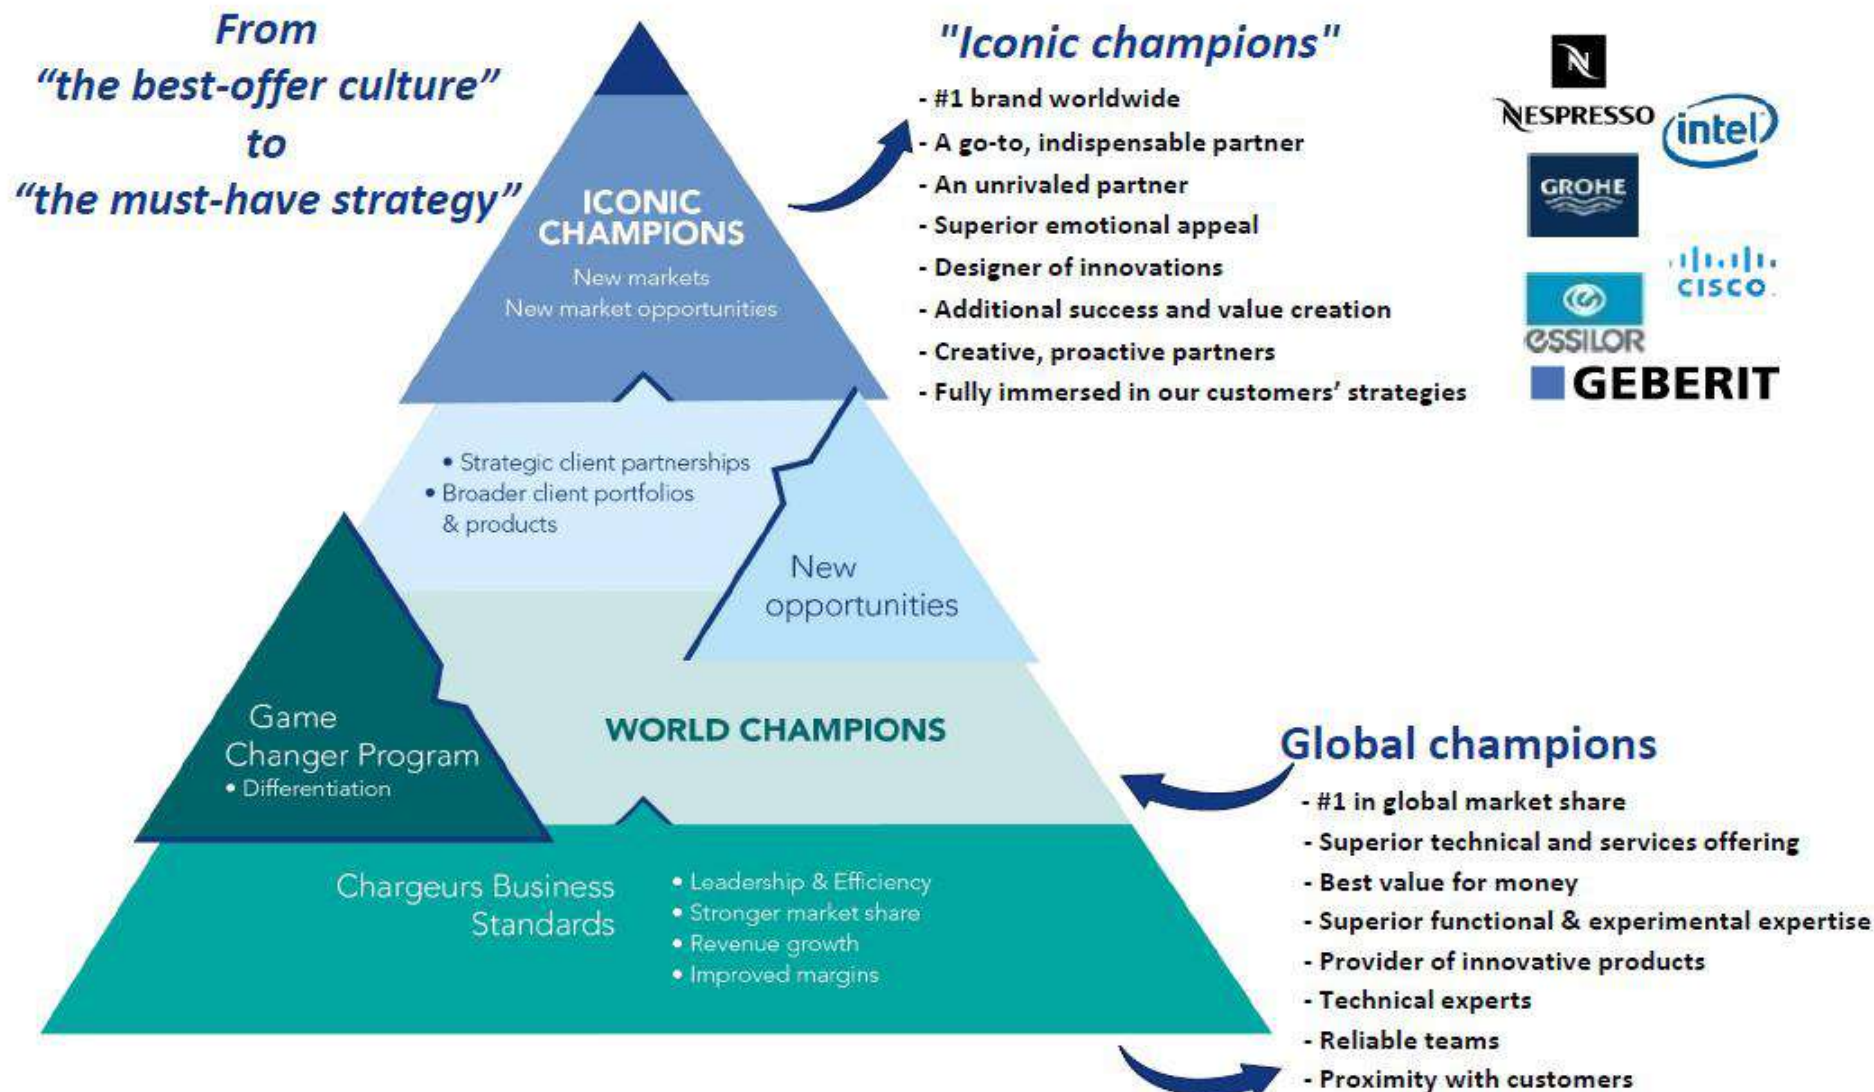 From
“the best-offer culture”
to
“the must-have strategy”
ICONIC
CHAMPIONS
New markets
New market opportunities
• Strategic client partnerships
• Broader client portfolios
& products
New
opportunities
Game
Changer Program
• Differentiation
WORLD CHAMPIONS
Chargeurs Business
Standards
• Leadership & Efficiency
• Stronger market share
• Revenue growth
• Improved margins
"Iconic champions"
- #1 brand worldwide
- A go-to, indispensable partner
- An unrivaled partner
- Superior emotional appeal
- Designer of innovations
- Additional success and value creation
- Creative, proactive partners
- Fully immersed in our customers’ strategies
N
NESPRESSO
intel
GROHE
CISCO
ESSILOR
GEBERIT
Global champions
- #1 in global market share
- Superior technical and services offering
- Best value for money
- Superior functional & experimental expertise
- Provider of innovative products
- Technical experts
- Reliable teams
- Proximity with customers